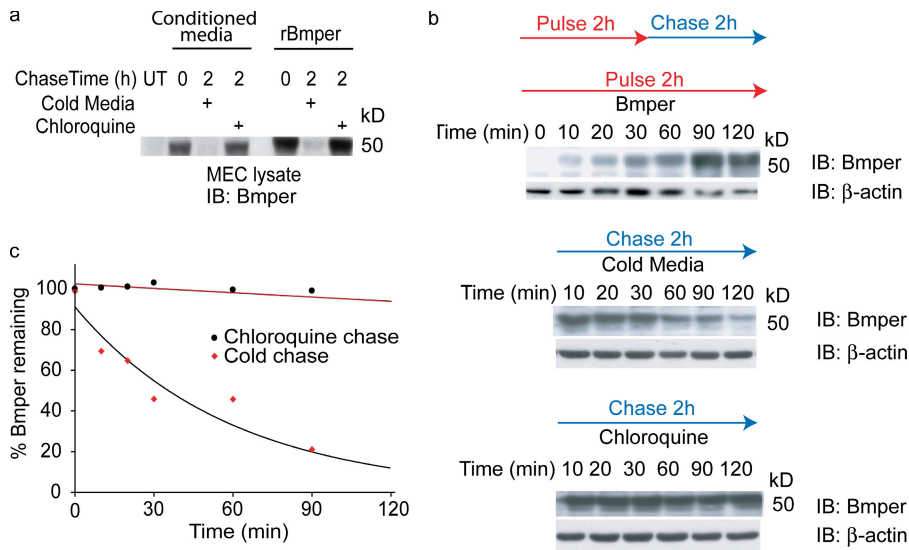 a
Conditioned media
rBmper
ChaseTime (h) UT 0 2 2 0 2 2
Cold Media + +
Chloroquine + + kD
50
MEC lysate
IB: Bmper
b
Pulse 2h Chase 2h
Pulse 2h
Bmper
Time (min) 0 10 20 30 60 90 120 kD
50 IB: Bmper
IB: β-actin
Chase 2h
Cold Media
Time (min) 10 20 30 60 90 120 kD
50 IB: Bmper
IB: β-actin
Chase 2h
Chloroquine
Time (min) 10 20 30 60 90 120 kD
50 IB: Bmper
IB: β-actin
c
% Bmper remaining
100
80
60
40
20
0
Chloroquine chase
Cold chase
0 30 60 90 120
Time (min)